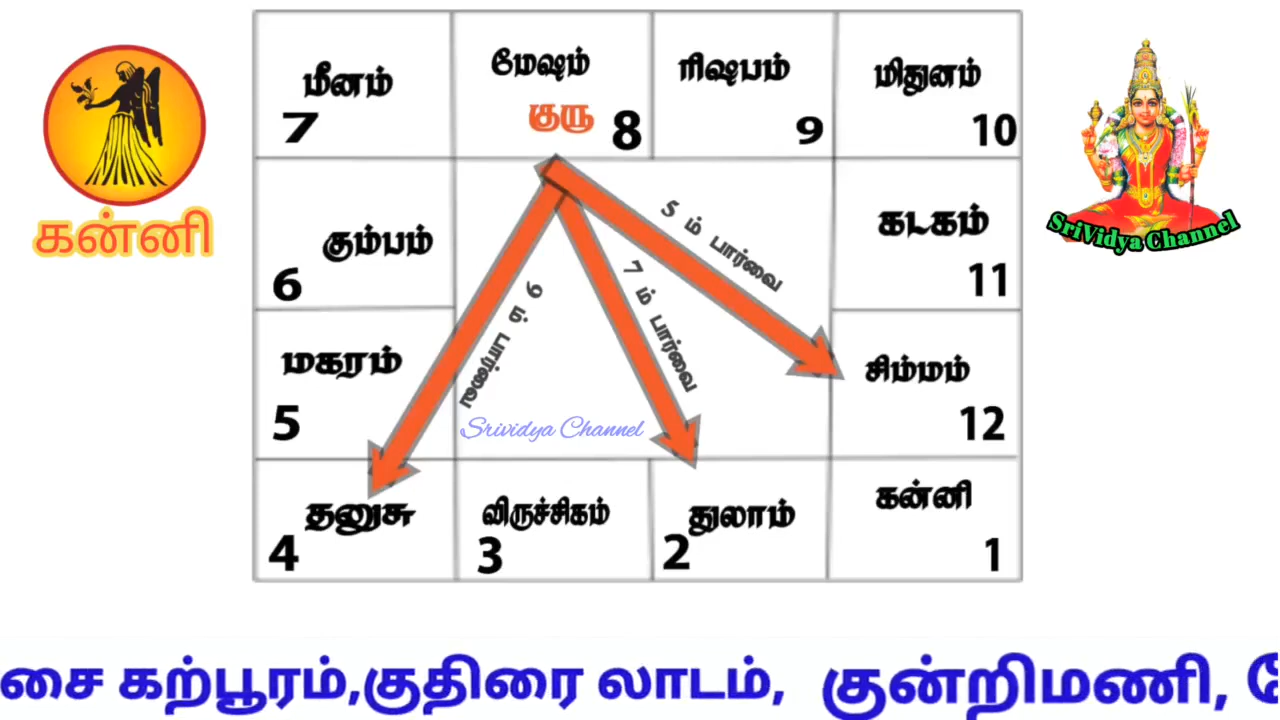 மீனம்
7
மேஷம்
குரு 8
ரிஷபம்
9
மிதுனம்
10
கன்னி
SriVidya Channel
கும்பம்
6
5 ம் பார்வை
7 ம் பார்வை
9 ம் பார்வை
கடகம்
11
மகரம்
5
Srividya Channel
சிம்மம்
12
தனுசு
4
விருச்சிகம்
3
துலாம்
2
கன்னி
1
சை கற்பூரம்,குதிரை லாடம், குன்றிமணி,